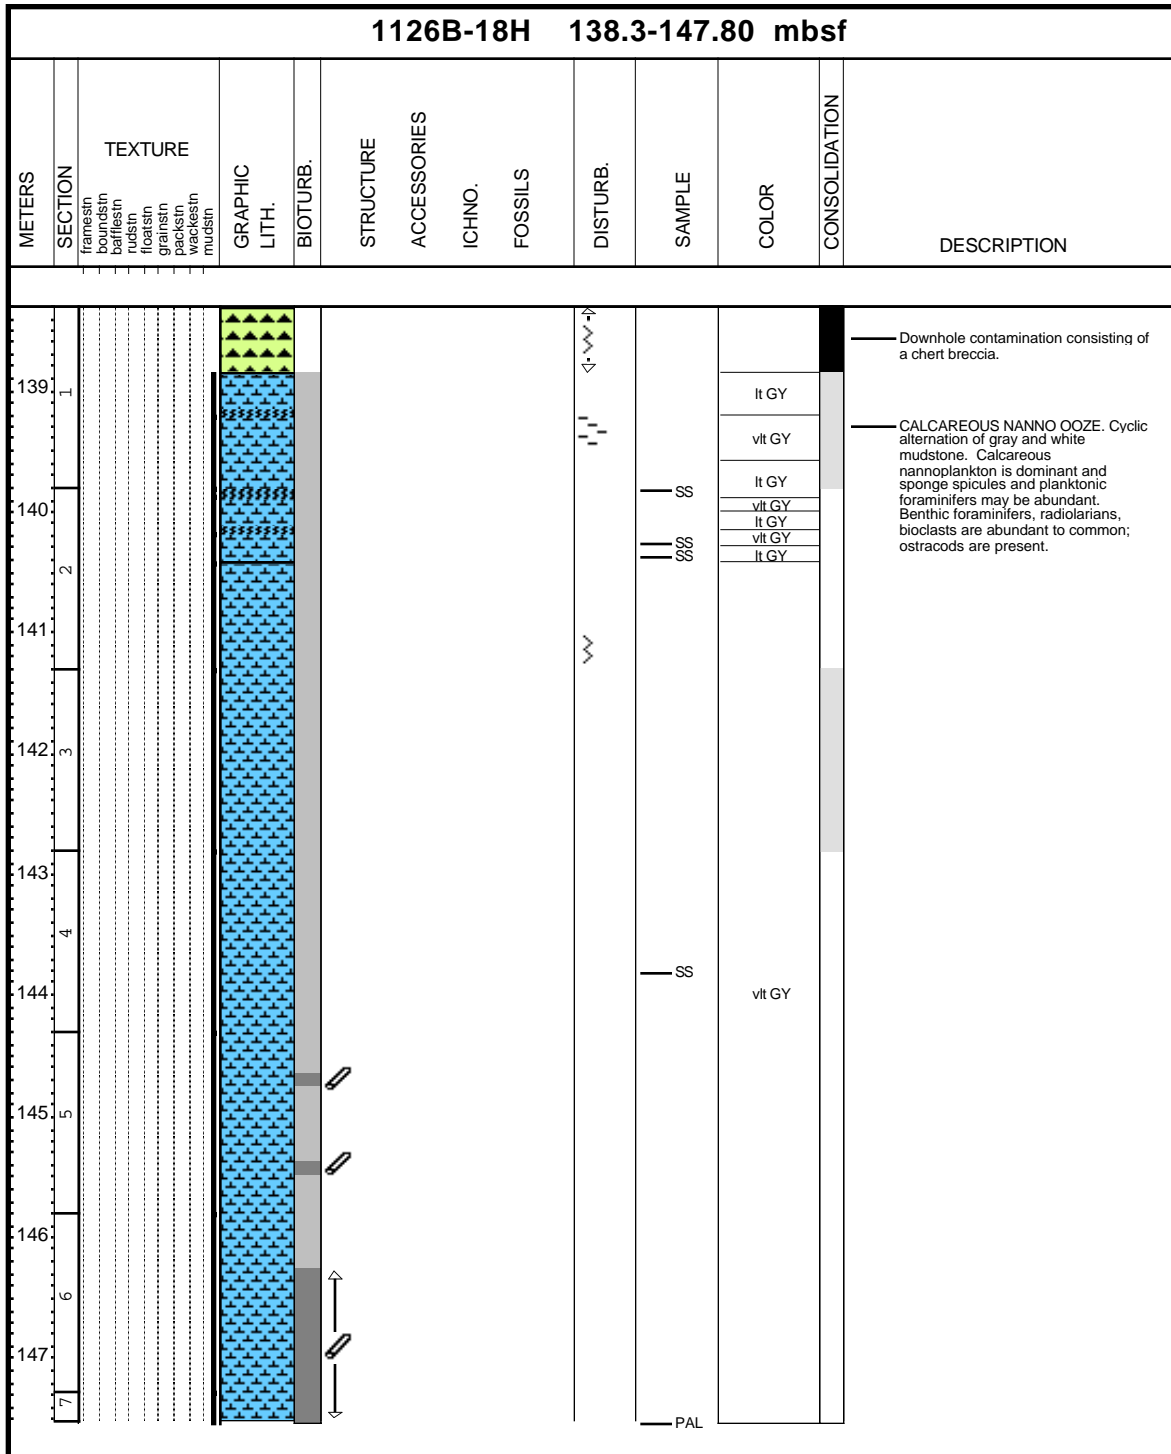 1126B-18H 138.3-147.80 mbsf
METERS
SECTION
TEXTURE
framestn
boundstn
bafflestn
rudstn
floatstn
grainstn
packstn
wackestn
mudstn
GRAPHIC
LITH.
BIOTURB.
STRUCTURE
ACCESSORIES
ICHNO.
FOSSILS
DISTURB.
SAMPLE
COLOR
CONSOLIDATION
DESCRIPTION
Downhole contamination consisting of
a chert breccia.
139
1
lt GY
CALCAREOUS NANNO OOZE. Cyclic
alternation of gray and white
mudstone. Calcareous
nannoplankton is dominant and
sponge spicules and planktonic
foraminifers may be abundant.
Benthic foraminifers, radiolarians,
bioclasts are abundant to common;
ostracods are present.
vlt GY
lt GY
SS
140
vlt GY
lt GY
vlt GY
SS
SS
lt GY
2
141
142
3
143
4
SS
144
vlt GY
145
5
146
6
147
7
PAL